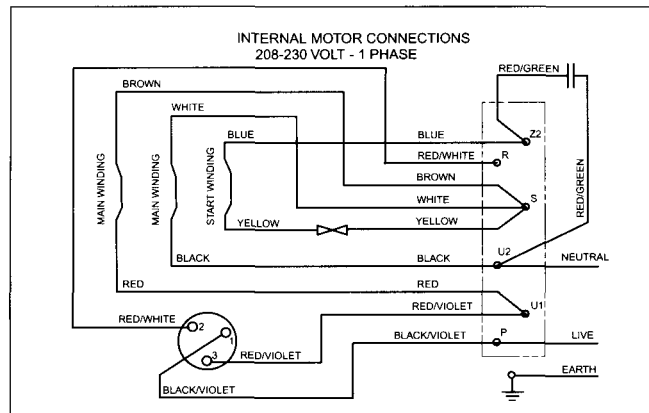 INTERNAL MOTOR CONNECTIONS
208-230 VOLT - 1 PHASE
RED/GREEN
BROWN
WHITE
BLUE
BLUE
Z2
RED/WHITE
R
BROWN
MAIN WINDING
MAIN WINDING
START WINDING
RED/GREEN
WHITE
S
YELLOW
YELLOW
U2
BLACK
BLACK
NEUTRAL
RED
RED
RED/VIOLET
U1
RED/WHITE
2
1
3
BLACK/VIOLET
P
LIVE
RED/VIOLET
EARTH
BLACK/VIOLET